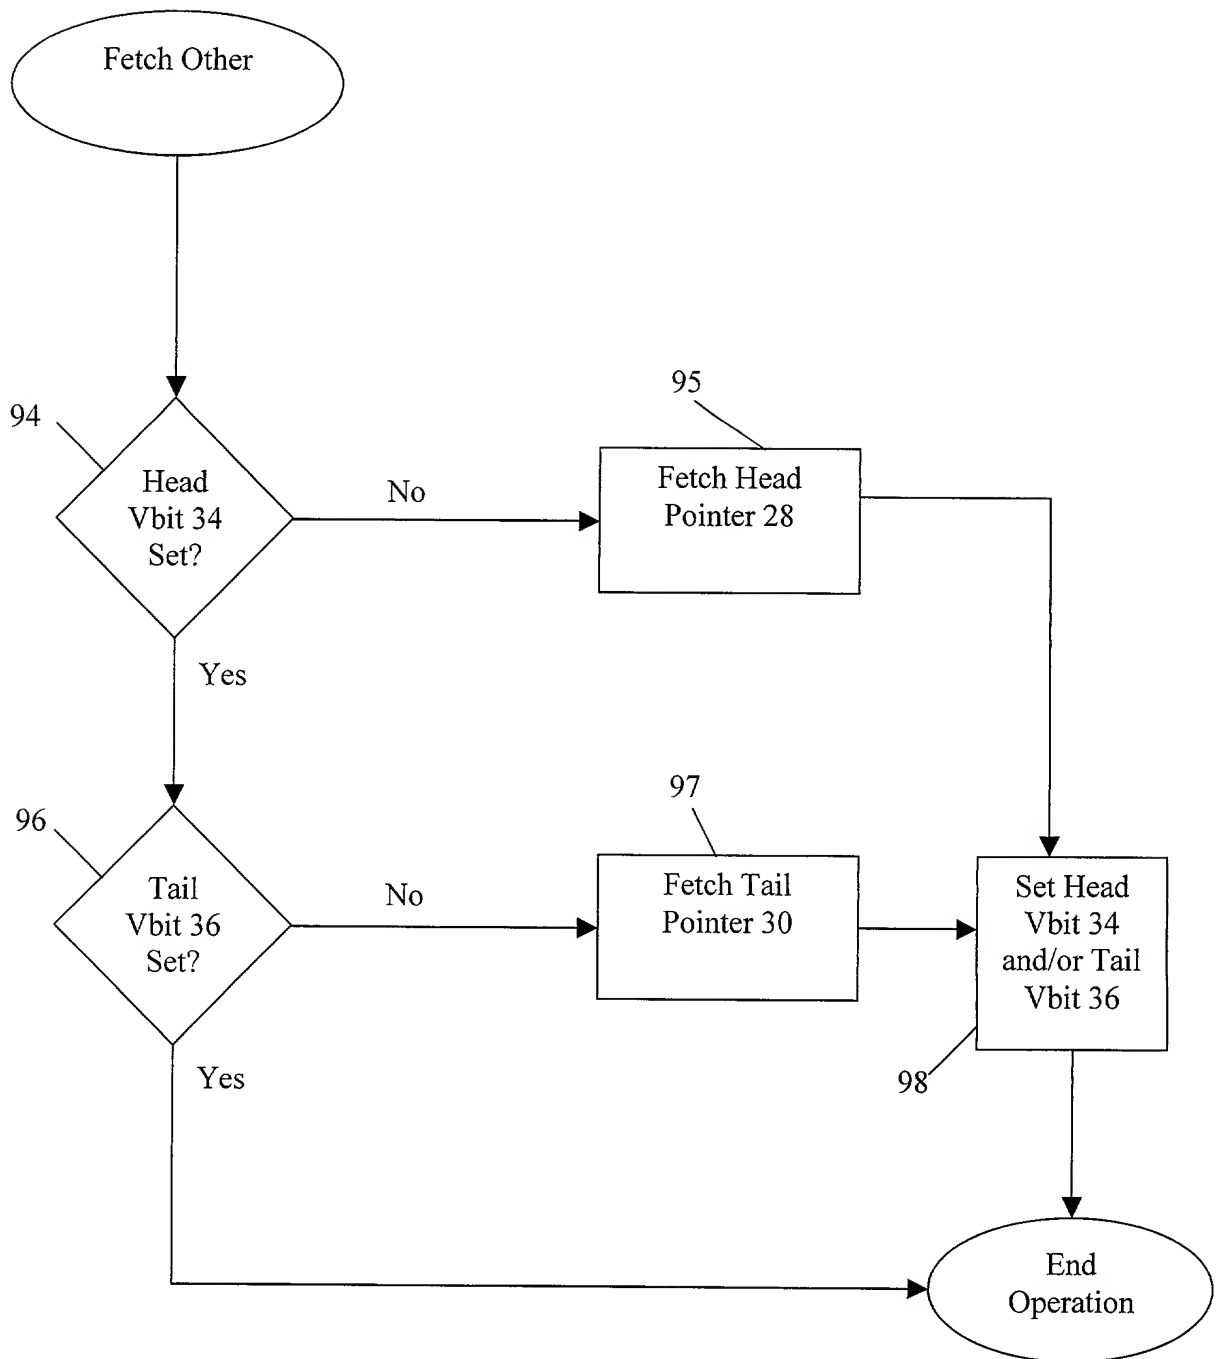 Fetch Other
95
94
Head
Vbit 34
Set?
No
Fetch Head
Pointer 28
Yes
97
96
Tail
Vbit 36
Set?
No
Fetch Tail
Pointer 30
Set Head
Vbit 34
and/or Tail
Vbit 36
98
Yes
End
Operation